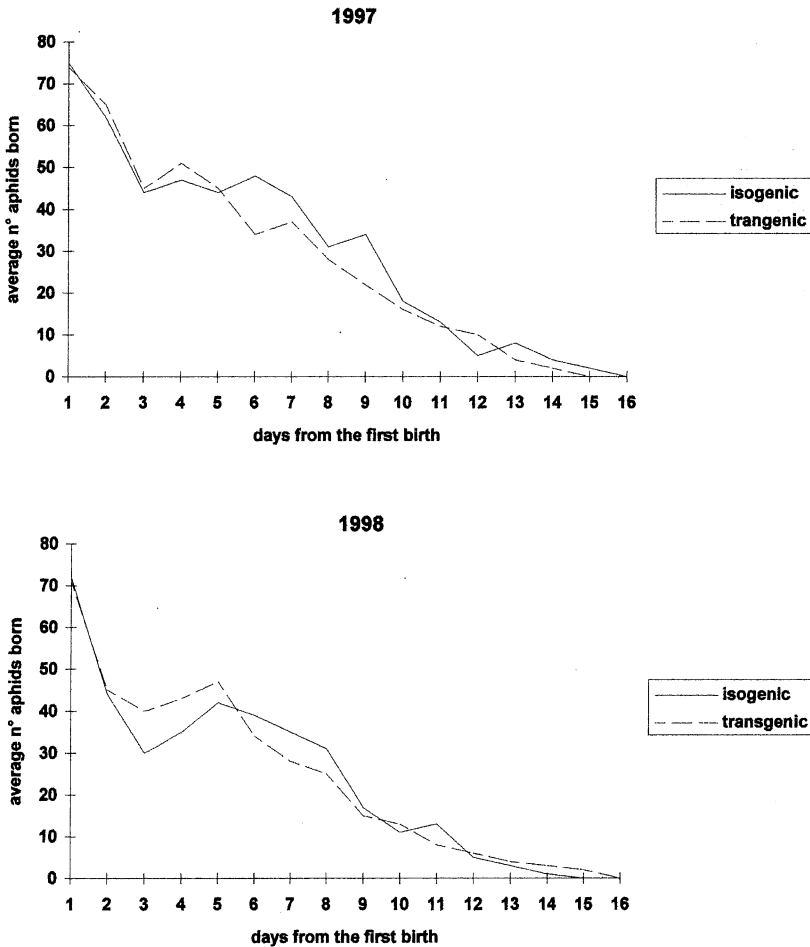 1997
80
70
60
50
40
30
20
10
0
average n° aphids born
1 2 3 4 5 6 7 8 9 10 11 12 13 14 15 16
days from the first birth
isogenic
trangenic
1998
80
70
60
50
40
30
20
10
0
average n° aphids born
1 2 3 4 5 6 7 8 9 10 11 12 13 14 15 16
days from the first birth
isogenic
transgenic